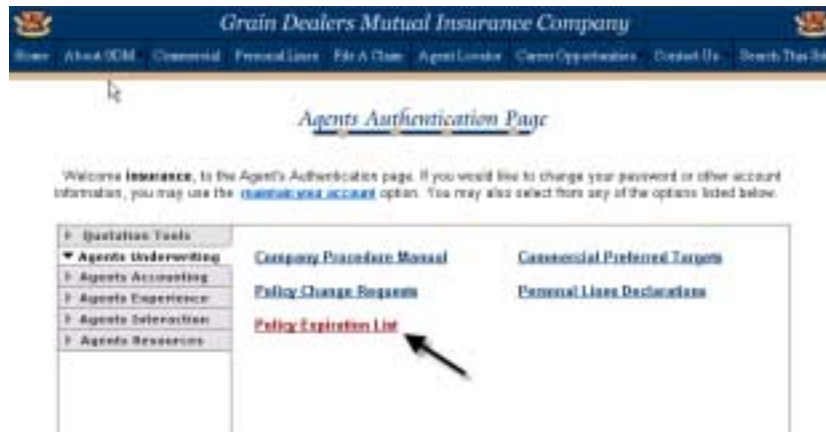 Grain Dealers Mutual Insurance Company
Home About GDM Commercial Personal Lines File A Claim Agent Locator Career Opportunities Contact Us Search This Sit
Agents Authentication Page
Welcome insurance, to the Agent's Authentication page. If you would like to change your password or other account
information, you may use the maintain your account option. You may also select from any of the options listed below.
Quotation Tools
Agents Underwriting
Agents Accounting
Agents Experience
Agents Interaction
Agents Resources
Company Procedure Manual Commercial Preferred Targets
Policy Change Requests Personal Lines Declarations
Policy Expiration List